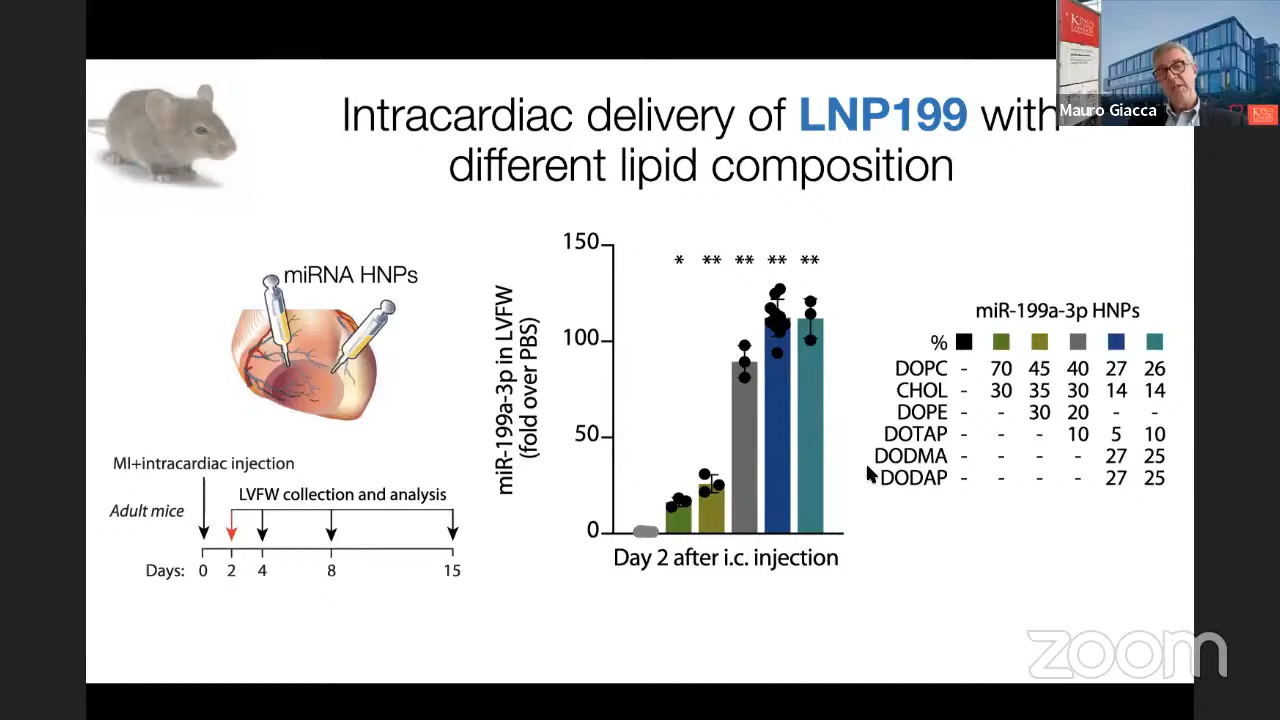 Intracardiac delivery of LNP199 with
different lipid composition
KING'S
LONDON
Mauro Giacca
miRNA HNPs
MI+intracardiac injection
LVFW collection and analysis
Adult mice
Days: 0 2 4 8 15
miR-199a-3p in LVFW
(fold over PBS)
150
100
50
0
* ** ** ** **
Day 2 after i.c. injection
miR-199a-3p HNPs
%
DOPC - 70 45 40 27 26
CHOL - 30 35 30 14 14
DOPE - - 30 20 - -
DOTAP - - - 10 5 10
DODMA - - - - 27 25
DODAP - - - - 27 25
zoom